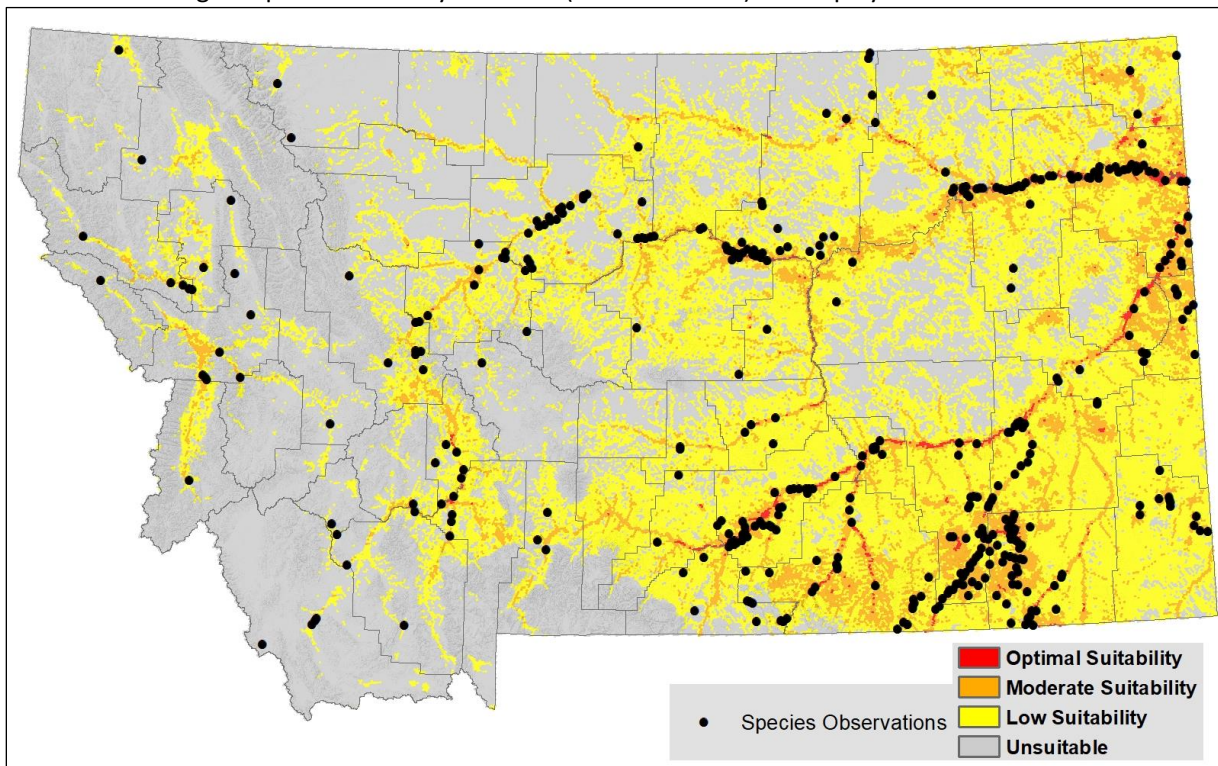 Species Observations
Optimal Suitability
Moderate Suitability
Low Suitability
Unsuitable